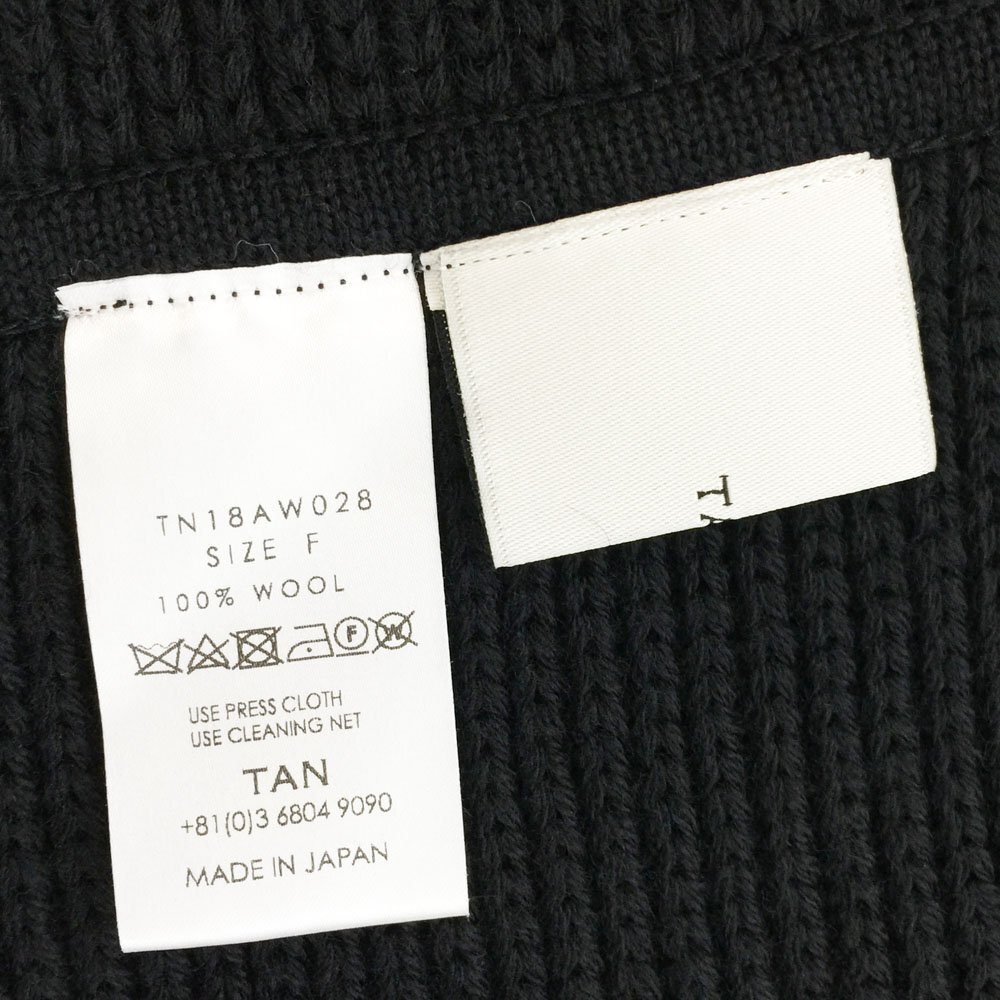 TN18AW028
SIZE F
100% WOOL
F W
USE PRESS CLOTH
USE CLEANING NET
TAN
+81(0)3 6804 9090
MADE IN JAPAN
TA